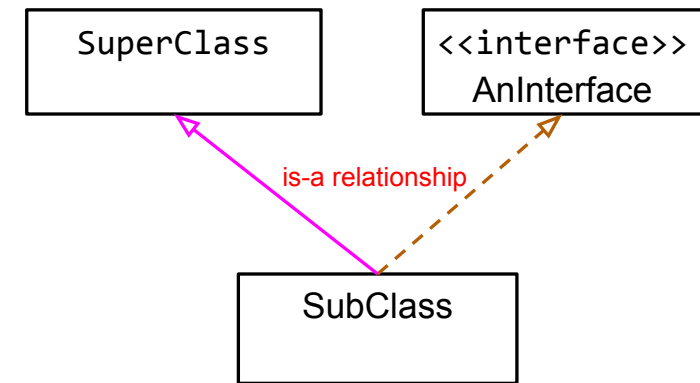 SuperClass
<<interface>>
AnInterface
is-a relationship
SubClass